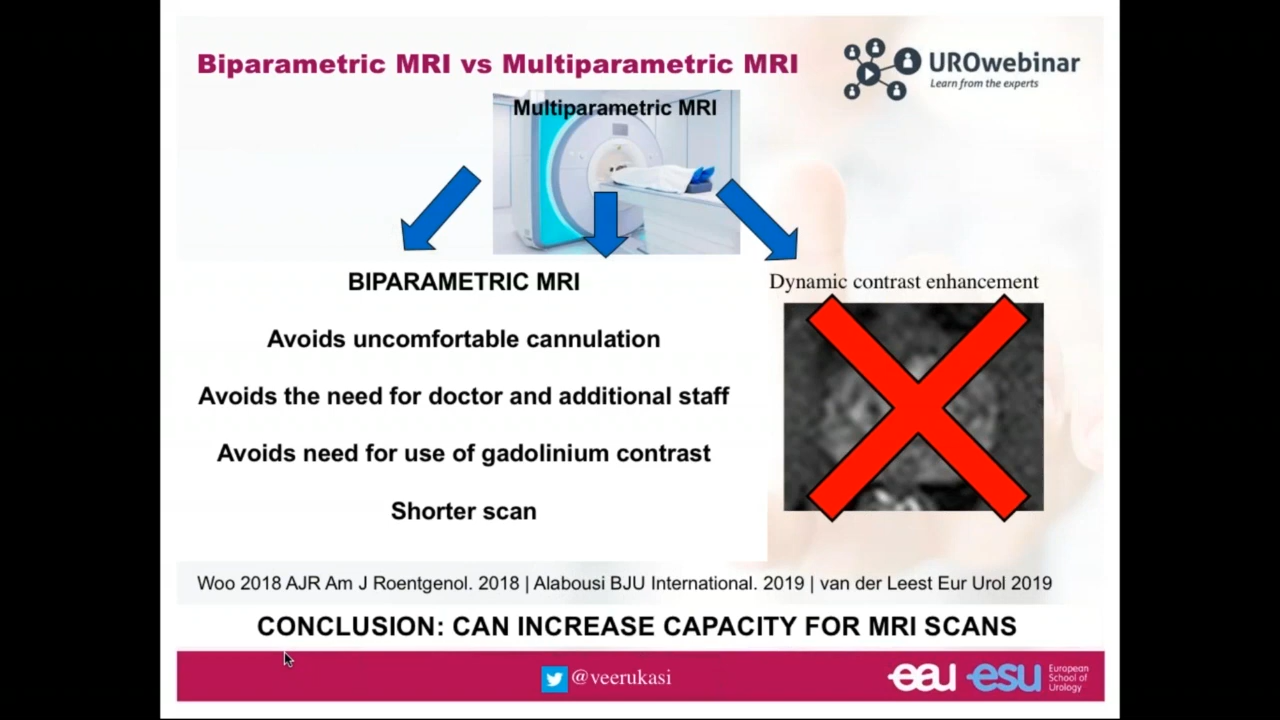 Biparametric MRI vs Multiparametric MRI
UROwebinar
Learn from the experts
Multiparametric MRI
BIPARAMETRIC MRI
Dynamic contrast enhancement
Avoids uncomfortable cannulation
Avoids the need for doctor and additional staff
Avoids need for use of gadolinium contrast
Shorter scan
Woo 2018 AJR Am J Roentgenol. 2018 | Alabousi BJU International. 2019 | van der Leest Eur Urol 2019
CONCLUSION: CAN INCREASE CAPACITY FOR MRI SCANS
@veerukasi
eau
esu
European
School of
Urology